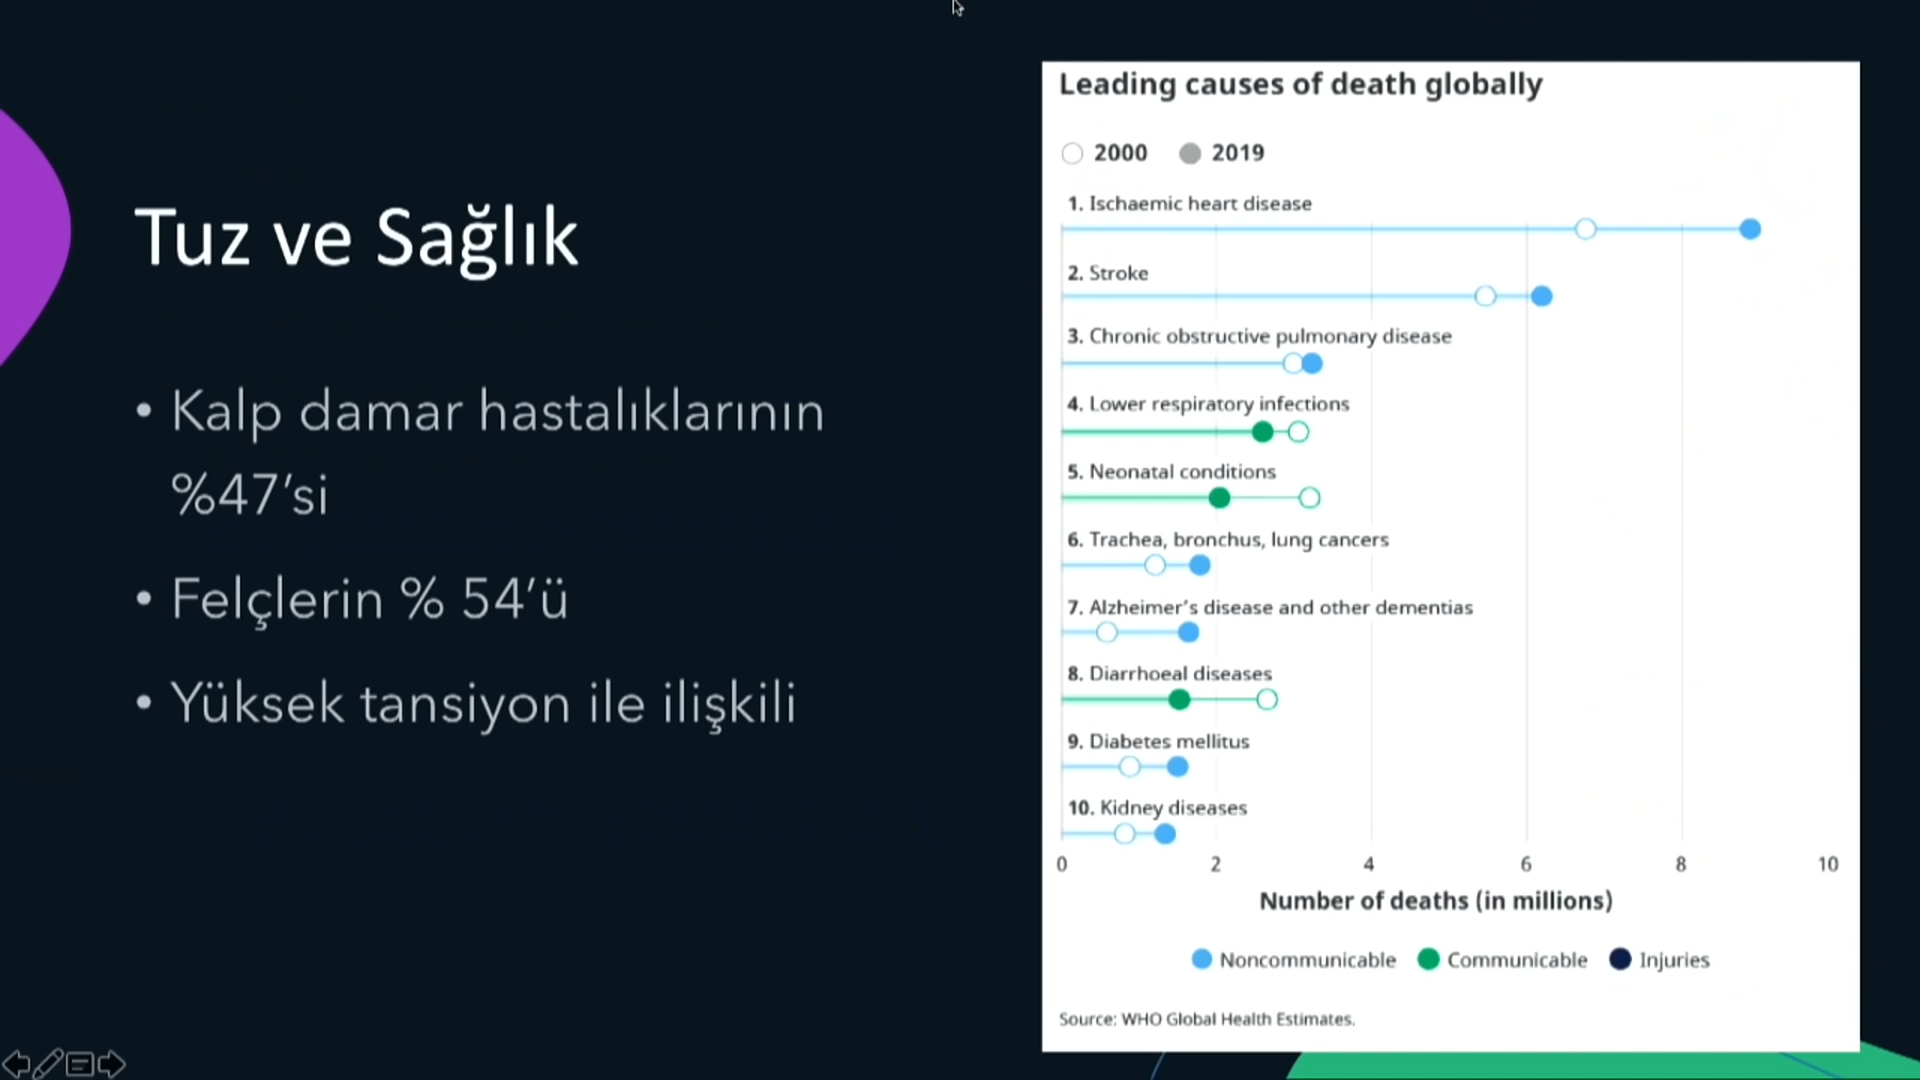 Tuz ve Sağlık
• Kalp damar hastalıklarının
%47’si
• Felçlerin % 54’ü
• Yüksek tansiyon ile ilişkili
Leading causes of death globally
2000 2019
1. Ischaemic heart disease
2. Stroke
3. Chronic obstructive pulmonary disease
4. Lower respiratory infections
5. Neonatal conditions
6. Trachea, bronchus, lung cancers
7. Alzheimer’s disease and other dementias
8. Diarrhoeal diseases
9. Diabetes mellitus
10. Kidney diseases
0 2 4 6 8 10
Number of deaths (in millions)
Noncommunicable Communicable Injuries
Source: WHO Global Health Estimates.